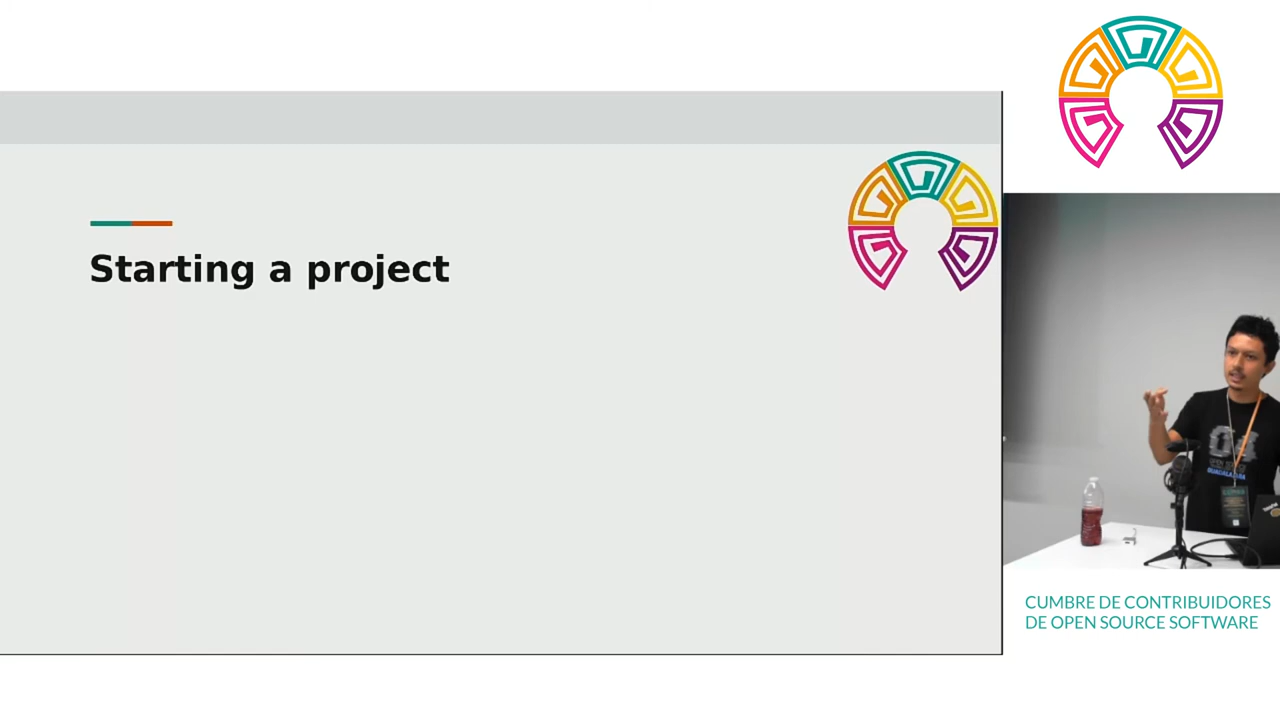 Starting a project
CUMBRE DE CONTRIBUIDORES
DE OPEN SOURCE SOFTWARE